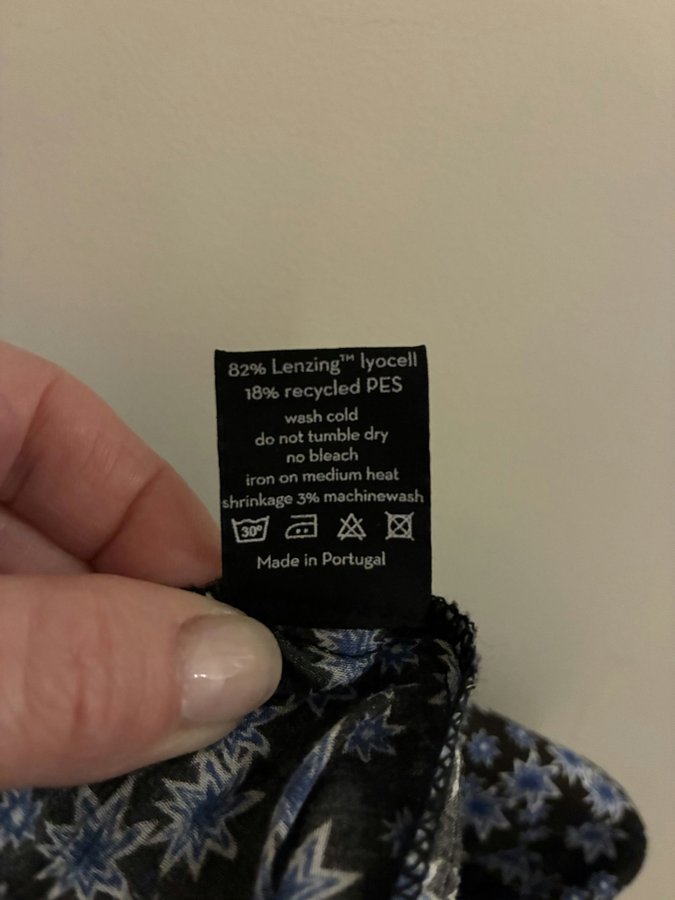 82% Lenzing™ lyocell
18% recycled PES
wash cold
do not tumble dry
no bleach
iron on medium heat
shrinkage 3% machinewash
30°
Made in Portugal